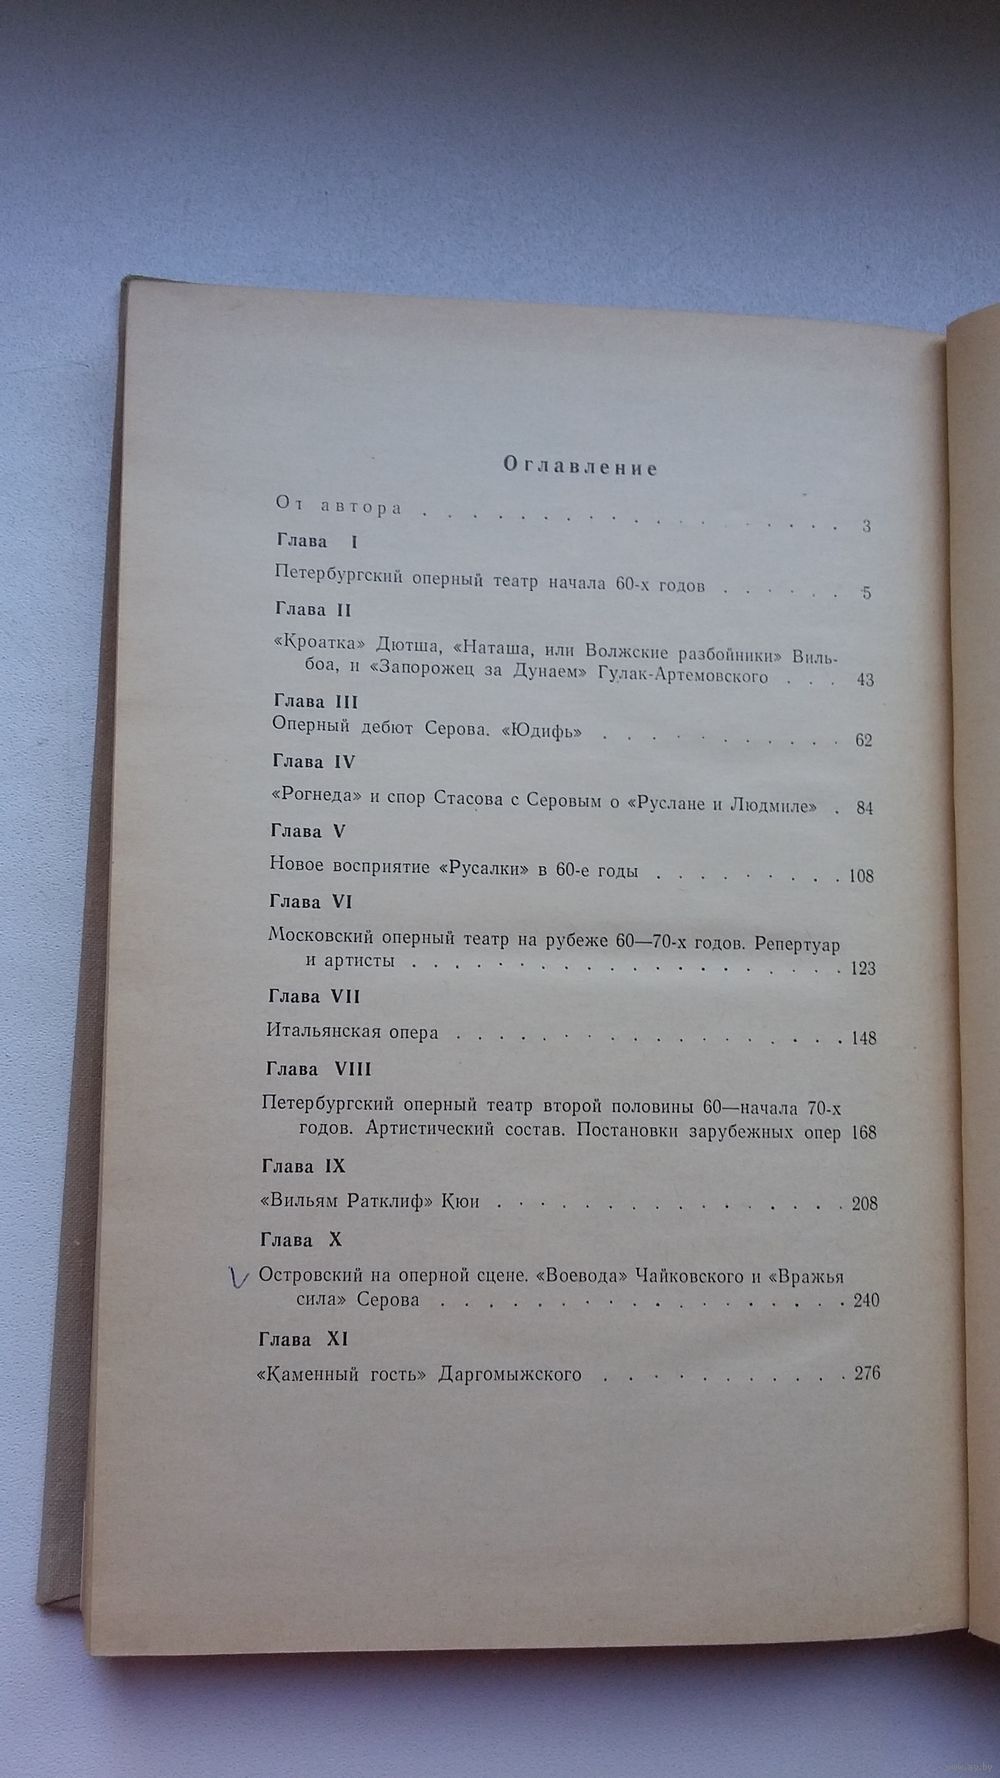 Оглавление
От автора . . . . . . . . . . . . . . . . . . 3
Глава I
Петербургский оперный театр начала 60-х годов . . . . . . 5
Глава II
«Кроатка» Дютша, «Наташа, или Волжские разбойники» Виль-
боа, и «Запорожец за Дунаем» Гулак-Артемовского . . . 43
Глава III
Оперный дебют Серова. «Юдифь» . . . . . . . . . . 62
Глава IV
«Рогнеда» и спор Стасова с Серовым о «Руслане и Людмиле» . 84
Глава V
Новое восприятие «Русалки» в 60-е годы . . . . . . . . . 108
Глава VI
Московский оперный театр на рубеже 60—70-х годов. Репертуар
и артисты . . . . . . . . . . . . . . . . . . . . 123
Глава VII
Итальянская опера . . . . . . . . . . . . . . . . . . 148
Глава VIII
Петербургский оперный театр второй половины 60—начала 70-х
годов. Артистический состав. Постановки зарубежных опер 168
Глава IX
«Вильям Ратклиф» Кюи . . . . . . . . . . . . . . . . 208
Глава X
Островский на оперной сцене. «Воевода» Чайковского и «Вражья
сила» Серова . . . . . . . . . . . . . . . . . 240
Глава XI
«Каменный гость» Даргомыжского . . . . . . . . . . 276
www.ay.by